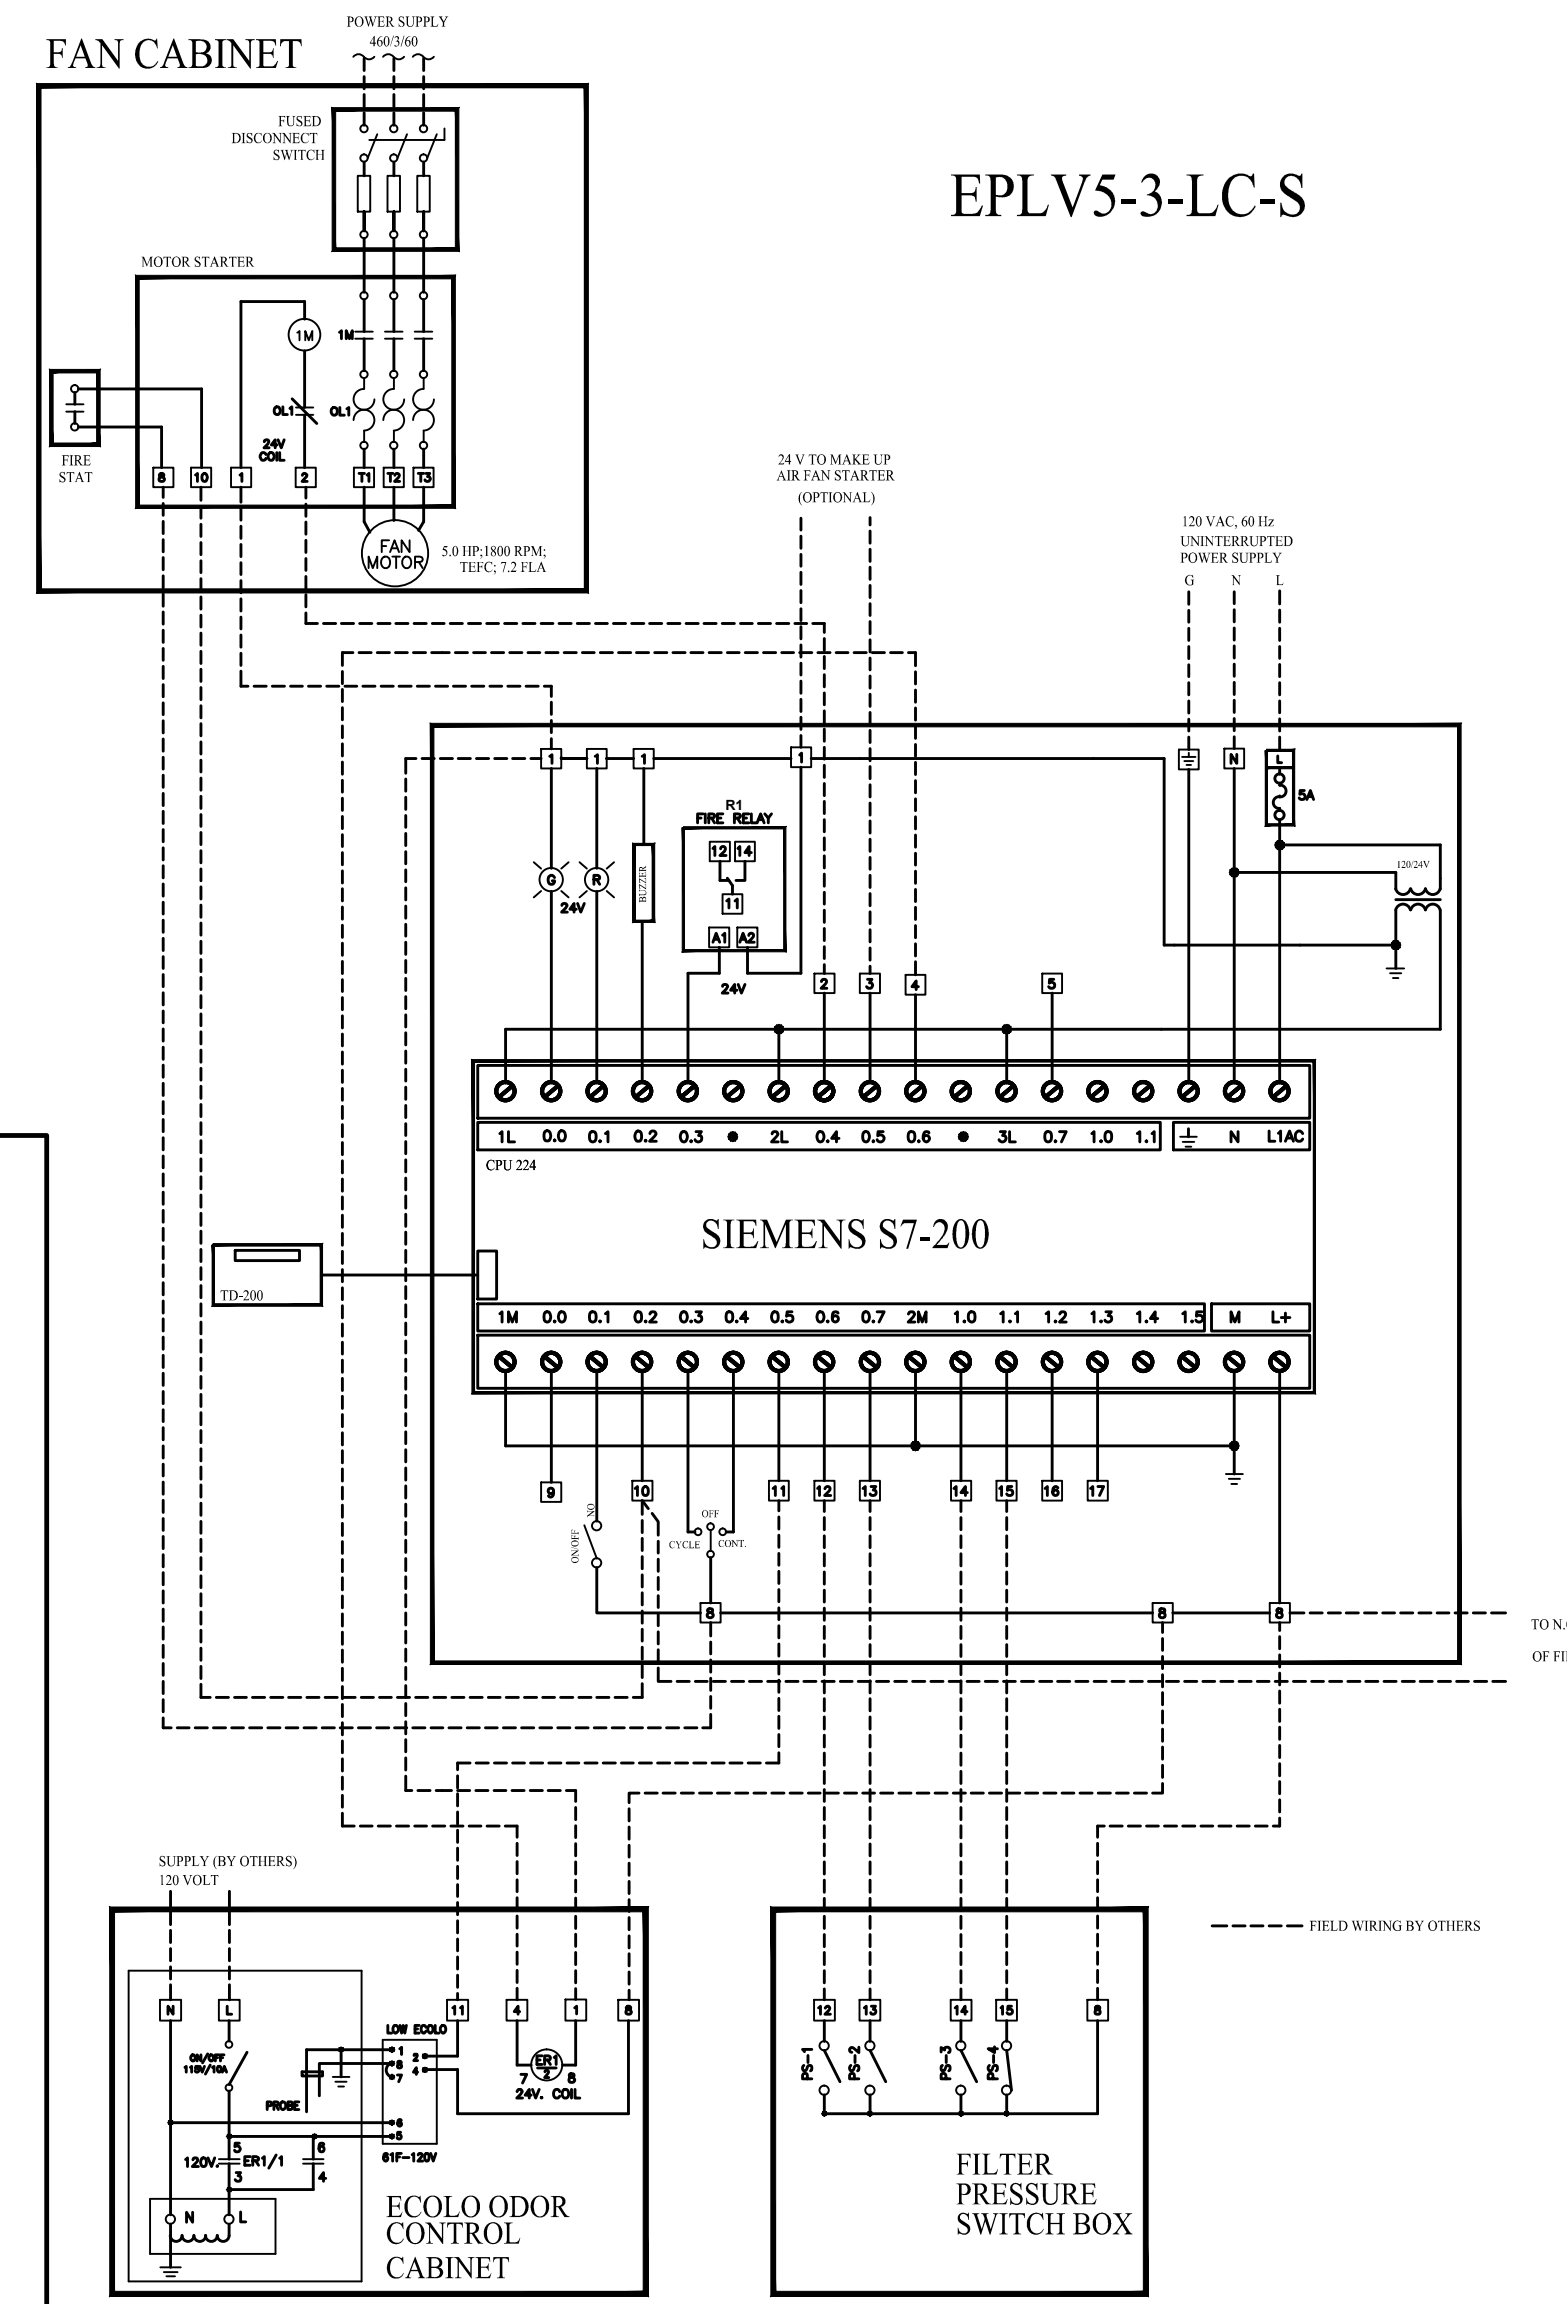 POWER SUPPLY
460/3/60
FAN CABINET
FUSED
DISCONNECT
SWITCH
EPLV5-3-LC-S
MOTOR STARTER
1M
1M
OL1
OL1
24V
COIL
FIRE
STAT
8
10
1
2
T1
T2
T3
FAN
MOTOR
5.0 HP;1800 RPM;
TEFC; 7.2 FLA
24 V TO MAKE UP
AIR FAN STARTER
(OPTIONAL)
120 VAC, 60 Hz
UNINTERRUPTED
POWER SUPPLY
G N L
1
1
1
1
N
L
5A
R1
FIRE RELAY
12
14
11
A1
A2
24V
G
R
24V
BUZZER
120/24V
2
3
4
5
1L 0.0 0.1 0.2 0.3 2L 0.4 0.5 0.6 3L 0.7 1.0 1.1 N L1AC
CPU 224
SIEMENS S7-200
TD-200
1M 0.0 0.1 0.2 0.3 0.4 0.5 0.6 0.7 2M 1.0 1.1 1.2 1.3 1.4 1.5 M L+
9
10
11
12
13
14
15
16
17
NO
ON/OFF
OFF
CYCLE
CONT.
8
8
8
TO N.
OF
SUPPLY (BY OTHERS)
120 VOLT
FIELD WIRING BY OTHERS
N
L
11
4
1
8
LOW ECOLO
ON/OFF
115V/10A
1
8
7
2
4
6
5
PROBE
61F-120V
ER1
2
7
8
24V. COIL
5
6
120V.
ER1/1
3
4
N
L
ECOLO ODOR
CONTROL
CABINET
12
13
14
15
8
PS-1
PS-2
PS-3
PS-4
FILTER
PRESSURE
SWITCH BOX